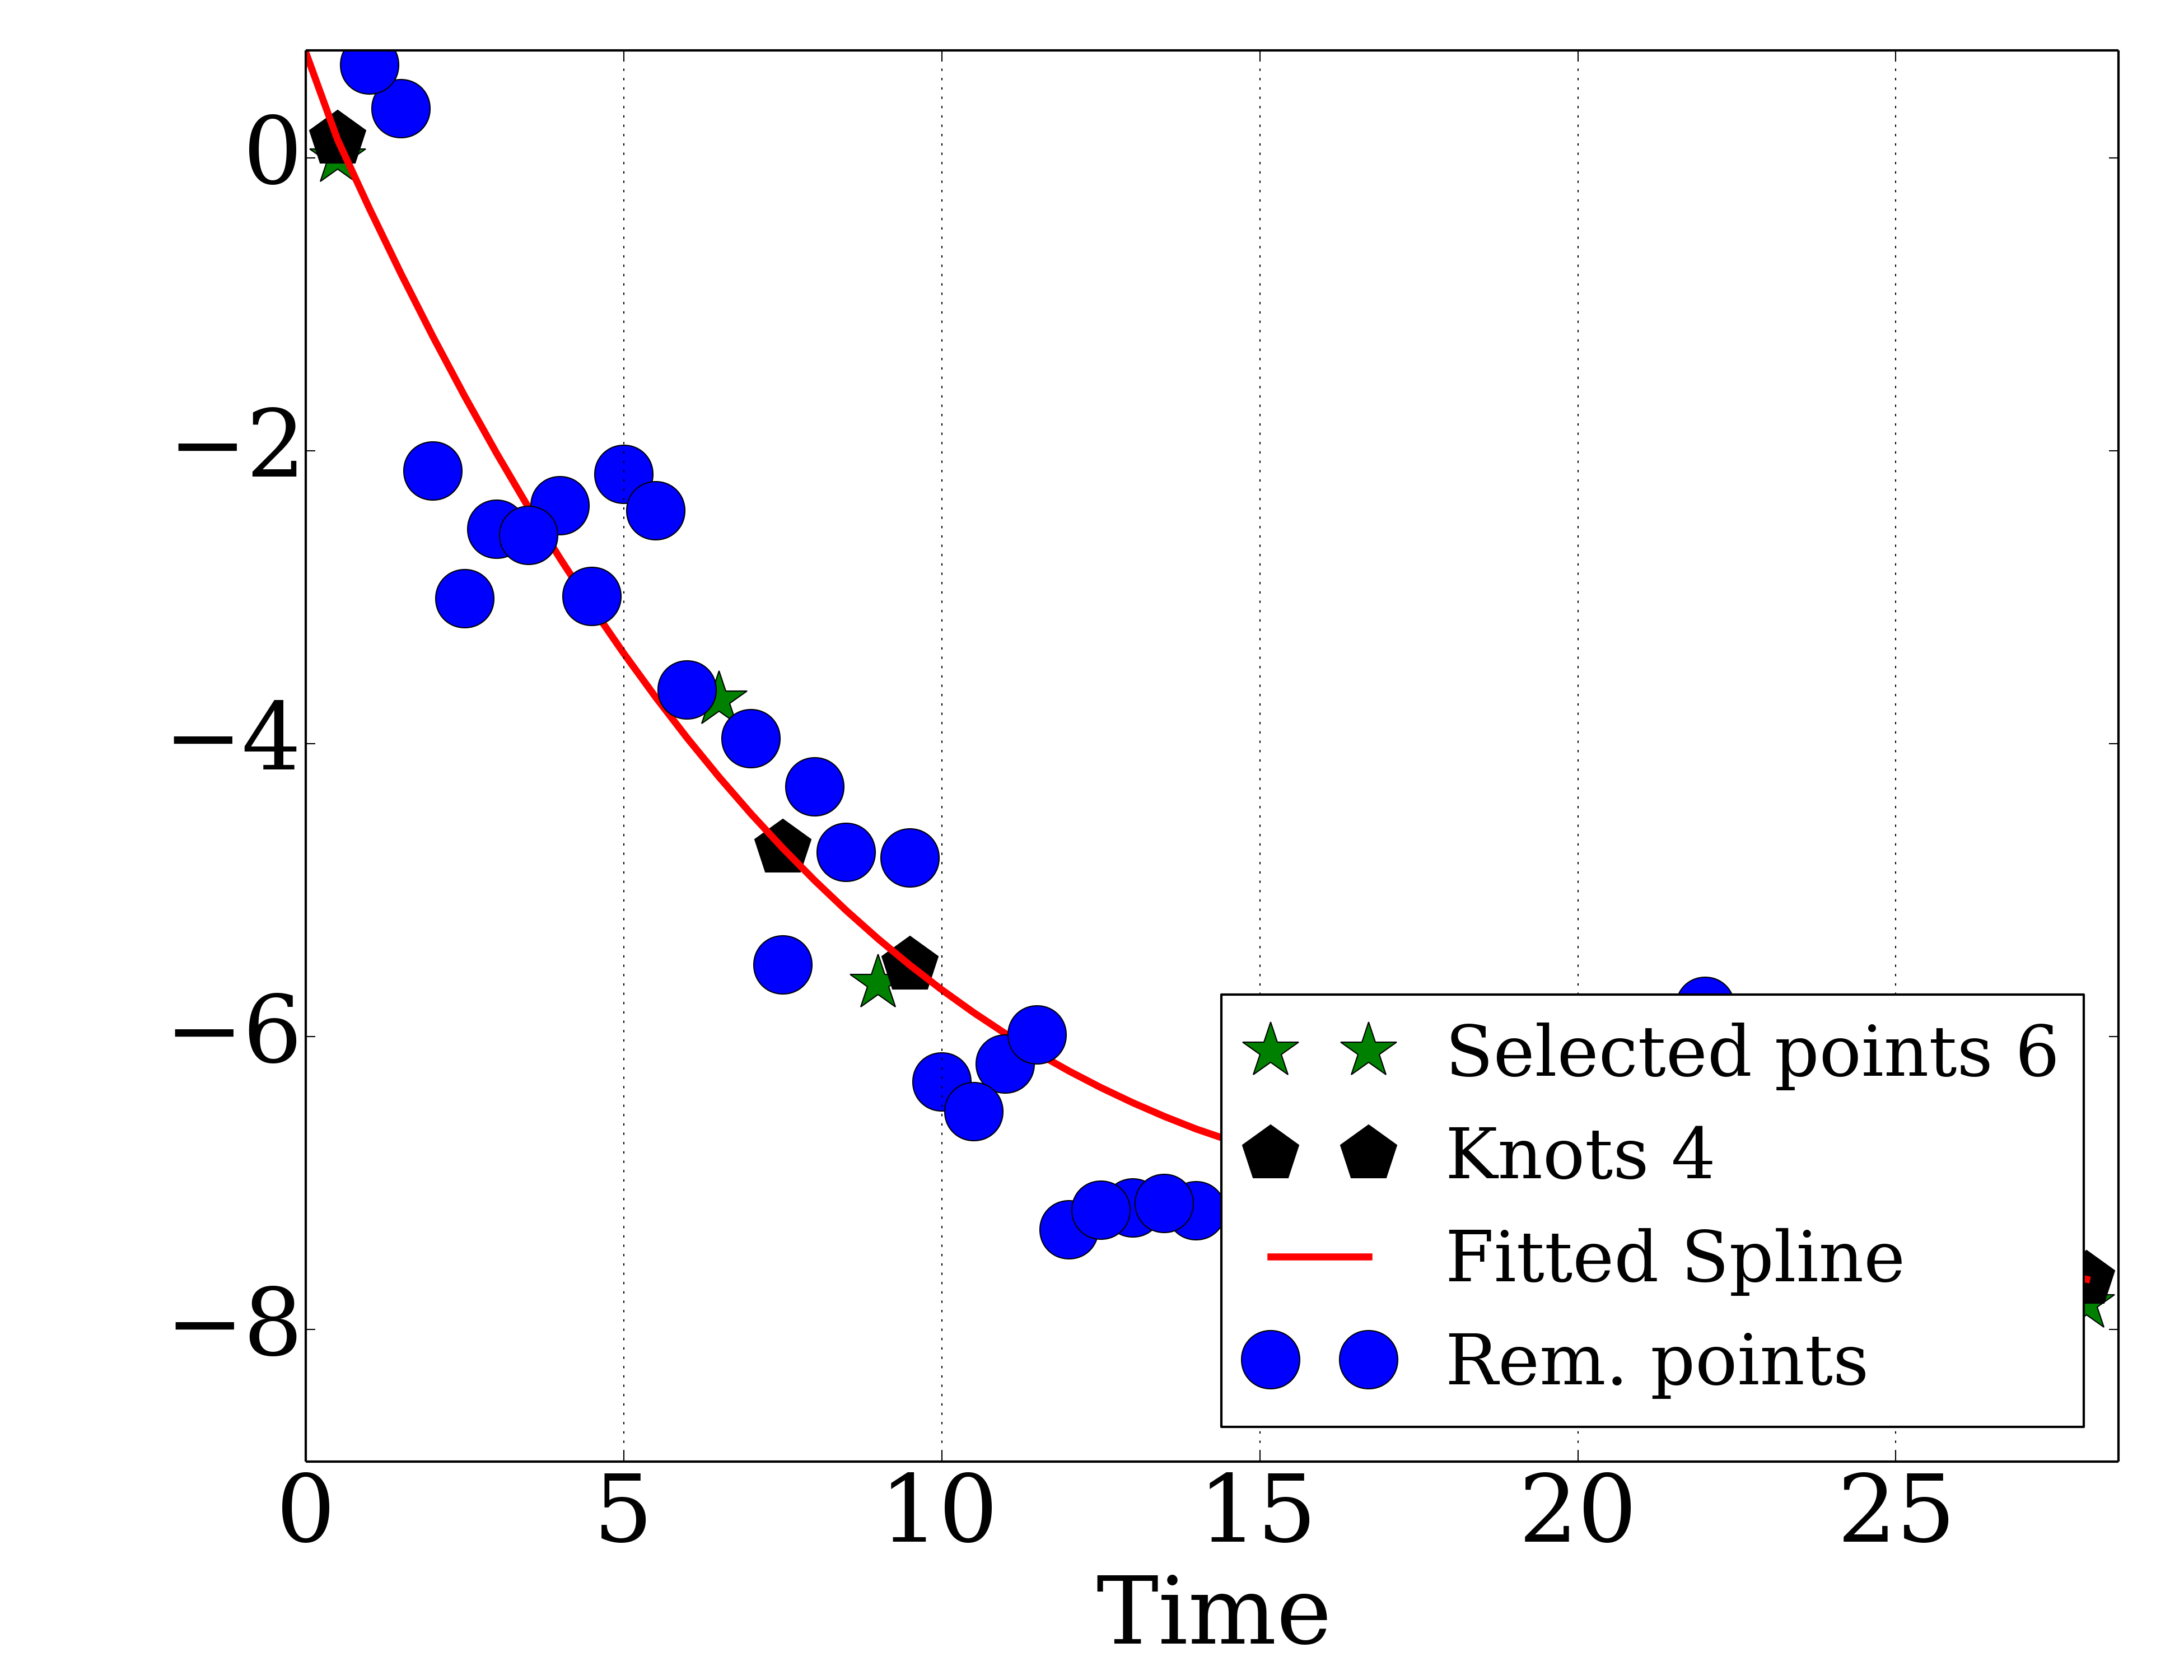 0
−2
−4
−6
−8
Selected points 6
Knots 4
Fitted Spline
Rem. points
0 5 10 15 20 25
Time